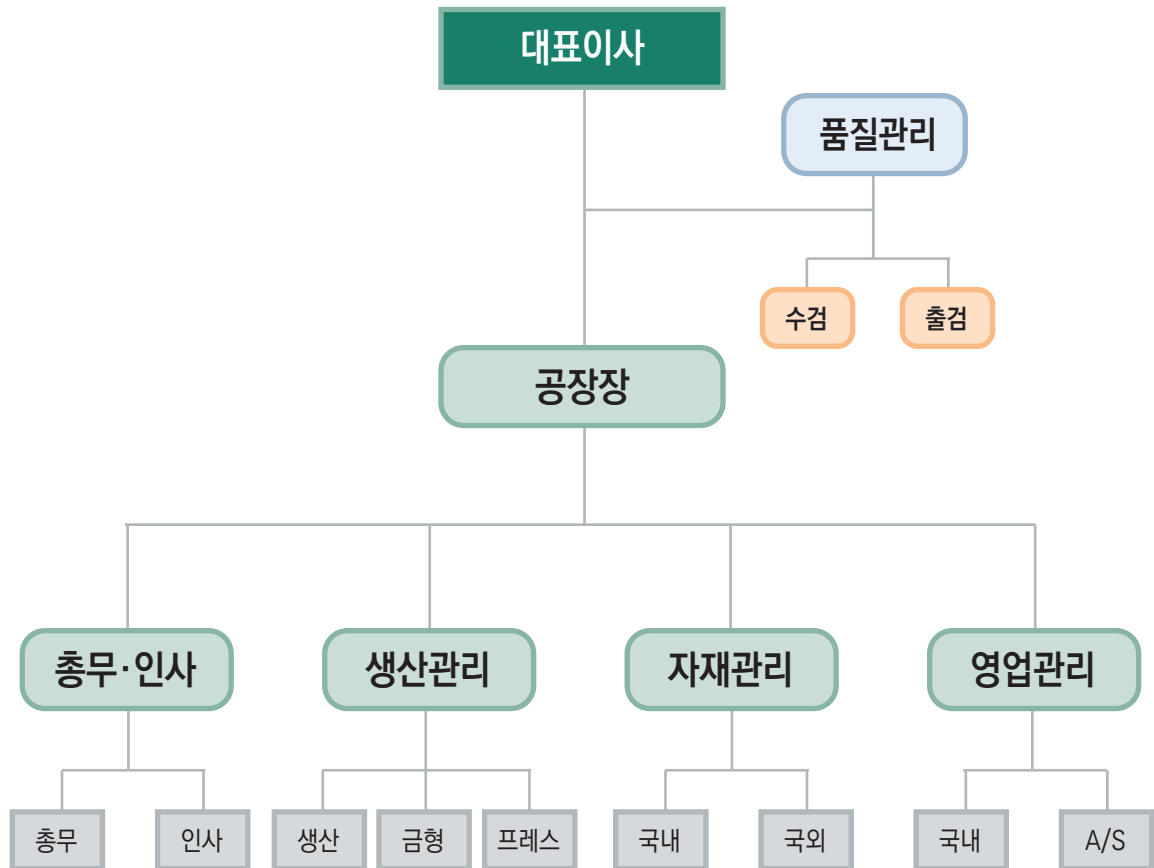 대표이사
품질관리
수검
출검
공장장
총무·인사
생산관리
자재관리
영업관리
총무
인사
생산
금형
프레스
국내
국외
국내
A/S